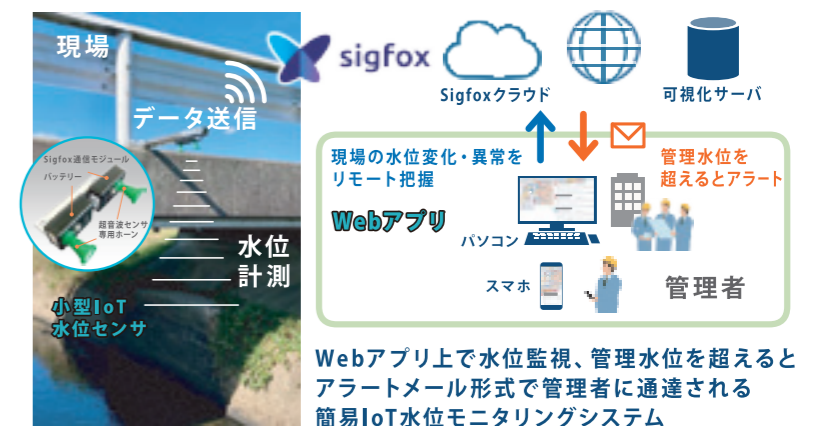 現場
データ送信
Sigfox通信モジュール
バッテリー
超音波センサ
専用ホーン
水位
計測
小型IoT
水位センサ
sigfox
Sigfoxクラウド
可視化サーバ
現場の水位変化・異常を
リモート把握
管理水位を
超えるとアラート
Webアプリ
パソコン
スマホ
管理者
Webアプリ上で水位監視、管理水位を超えると
アラートメール形式で管理者に通達される
簡易IoT水位モニタリングシステム